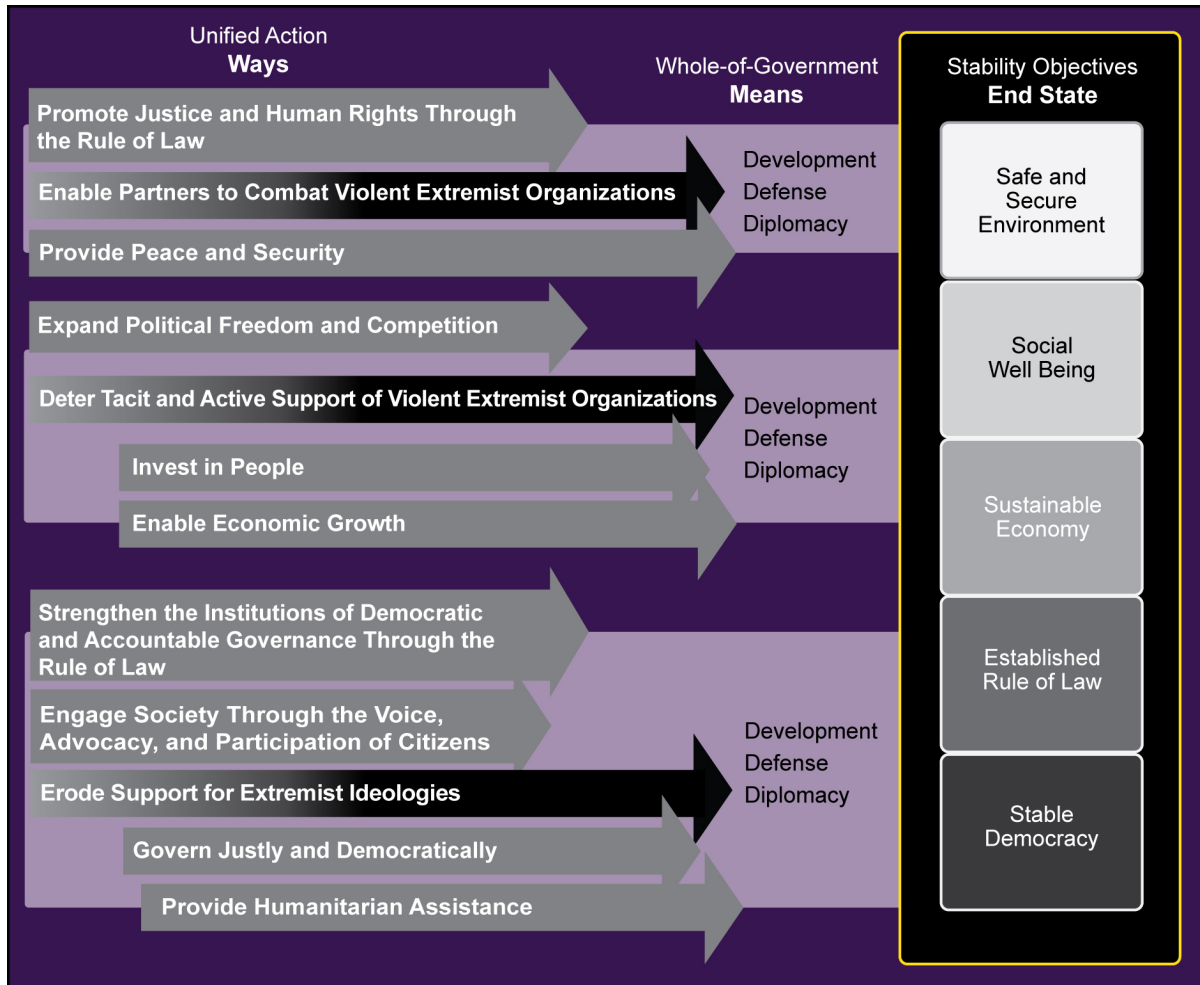 Unified Action
Ways
Promote Justice and Human Rights Through
the Rule of Law
Enable Partners to Combat Violent Extremist Organizations
Provide Peace and Security
Expand Political Freedom and Competition
Deter Tacit and Active Support of Violent Extremist Organizations
Invest in People
Enable Economic Growth
Strengthen the Institutions of Democratic
and Accountable Governance Through the
Rule of Law
Engage Society Through the Voice,
Advocacy, and Participation of Citizens
Erode Support for Extremist Ideologies
Govern Justly and Democratically
Provide Humanitarian Assistance
Whole-of-Government
Means
Development
Defense
Diplomacy
Development
Defense
Diplomacy
Development
Defense
Diplomacy
Stability Objectives
End State
Safe and
Secure
Environment
Social
Well Being
Sustainable
Economy
Established
Rule of Law
Stable
Democracy